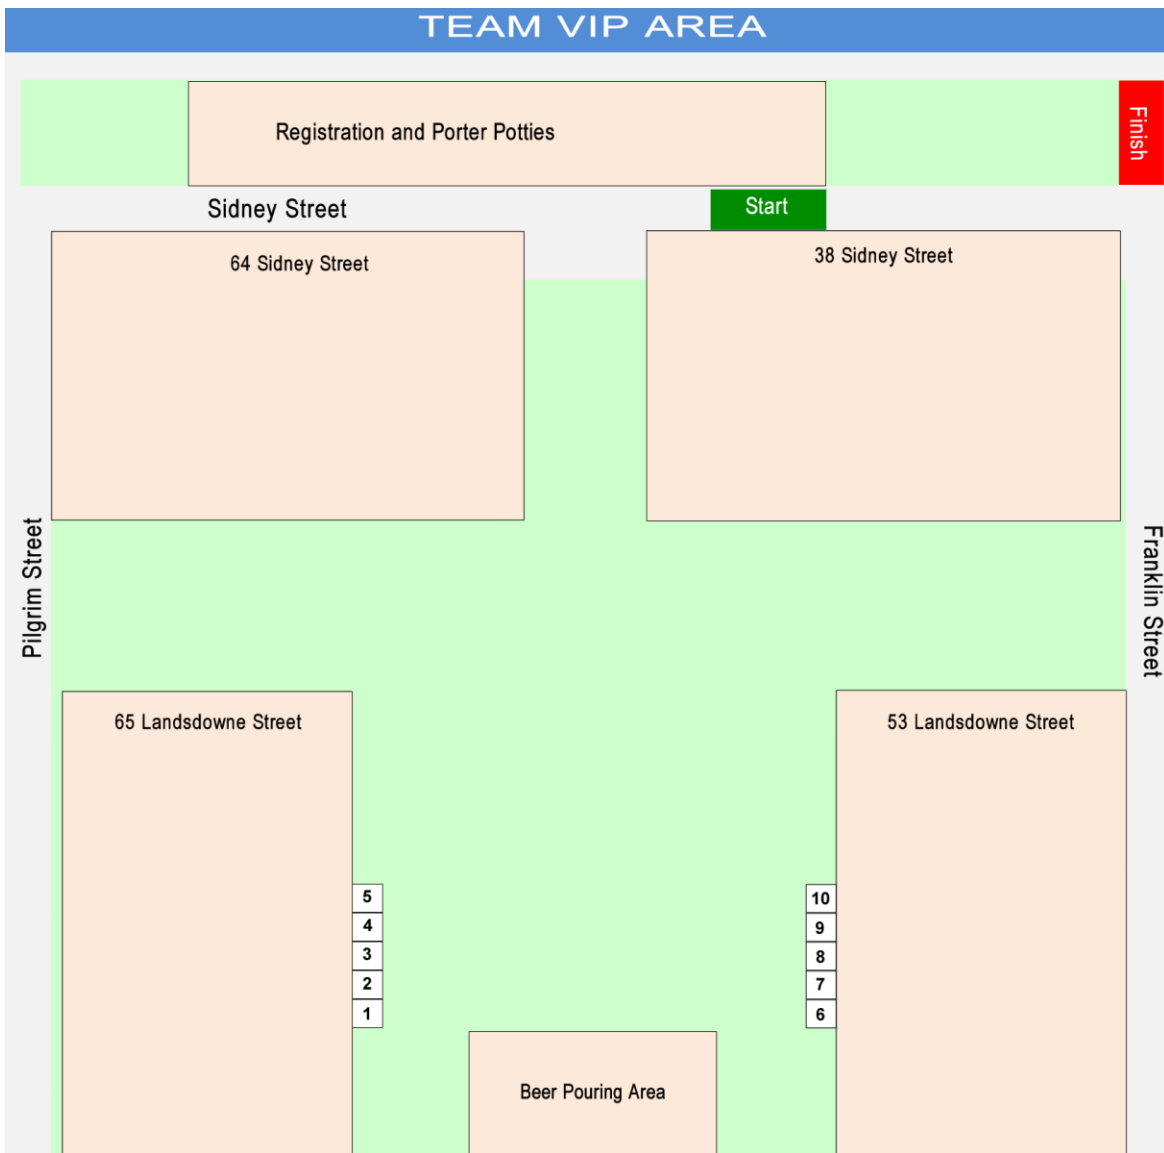 TEAM VIP AREA
Registration and Porter Potties
Finish
Sidney Street
Start
64 Sidney Street
38 Sidney Street
Pilgrim Street
Franklin Street
65 Landsdowne Street
53 Landsdowne Street
5
4
3
2
1
10
9
8
7
6
Beer Pouring Area